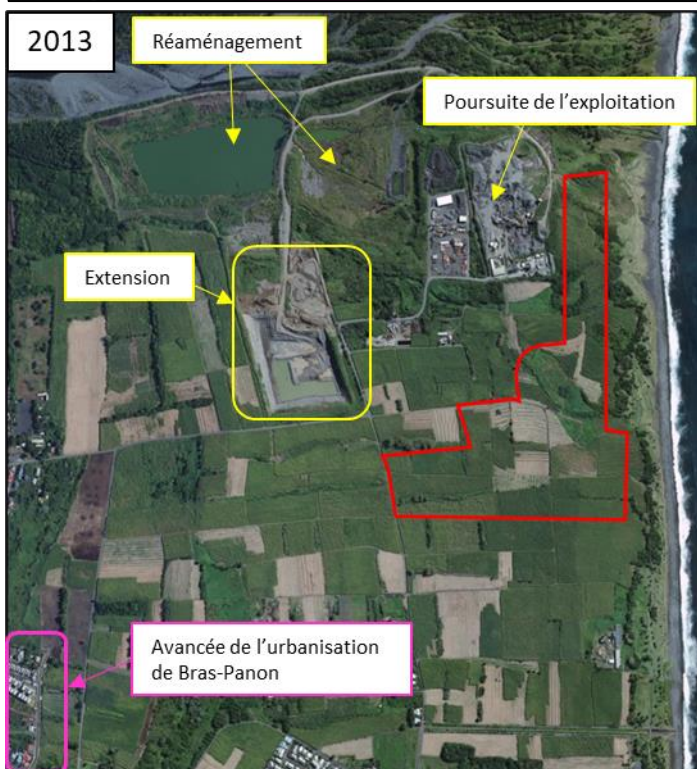 2013
Réaménagement
Poursuite de l'exploitation
Extension
Avancée de l'urbanisation
de Bras-Panon